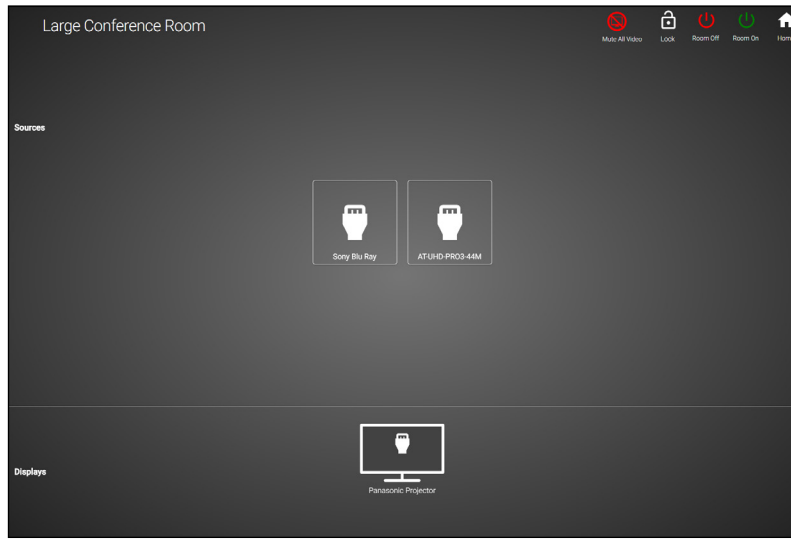 Large Conference Room
Mute All Video
Lock
Room Off
Room On
Hom
Sources
Sony Blu Ray
AT-UHD-PRO3-44M
Displays
Panasonic Projector